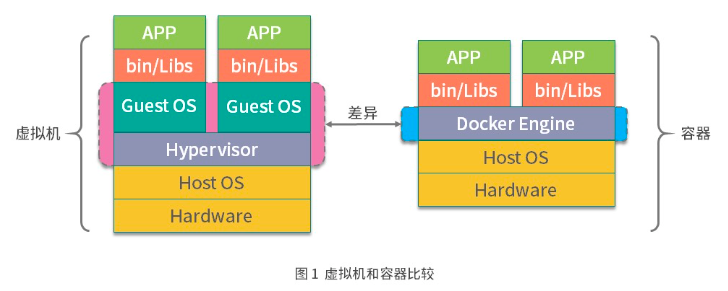 APP APP
bin/Libs bin/Libs
Guest OS Guest OS
Hypervisor
Host OS
Hardware
虚拟机
差异
APP APP
bin/Libs bin/Libs
Docker Engine
Host OS
Hardware
容器
图 1 虚拟机和容器比较